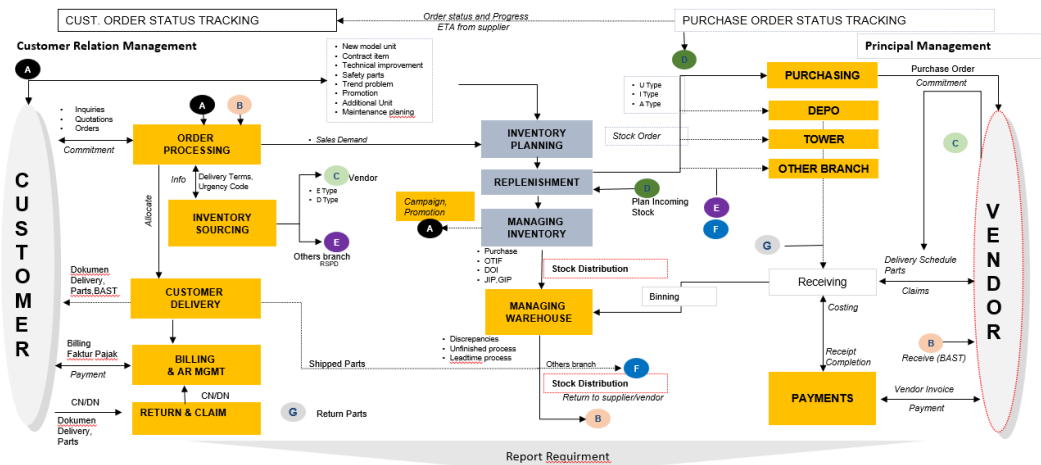 CUST. ORDER STATUS TRACKING
Order status and Progress
ETA from supplier
PURCHASE ORDER STATUS TRACKING
Customer Relation Management
Principal Management
A
• New model unit
• Contract item
• Technical improvement
• Safety parts
• Trend problem
• Promotion
• Additional Unit
• Maintenance planing
D
PURCHASING
Purchase Order
Commitment
• U Type
• I Type
• A Type
DEPO
Stock Order
TOWER
OTHER BRANCH
A
B
• Inquiries
• Quotations
• Orders
Commitment
ORDER
PROCESSING
• Sales Demand
INVENTORY
PLANNING
C
Info
Delivery Terms,
Urgency Code
C
Vendor
• E Type
• D Type
REPLENISHMENT
D
Plan Incoming
Stock
E
F
Allocate
INVENTORY
SOURCING
Campaign,
Promotion
A
MANAGING
INVENTORY
E
Others branch
RSPD
G
• Purchase
• OTIF
• DOI
• JIP,GIP
Stock Distribution
Receiving
Delivery Schedule
Parts
Claims
CUSTOMER
VENDOR
Dokumen
Delivery,
Parts,BAST
CUSTOMER
DELIVERY
MANAGING
WAREHOUSE
Binning
Costing
• Discrepancies
• Unfinished process
• Leadtime process
B
Receive (BAST)
Billing
Faktur Pajak
Payment
BILLING
& AR MGMT
Shipped Parts
Others branch
F
Receipt
Completion
Stock Distribution
Return to supplier/vendor
CN/DN
CN/DN
RETURN & CLAIM
G
Return Parts
B
PAYMENTS
Vendor Invoice
Payment
Dokumen
Delivery,
Parts
Report Requirment